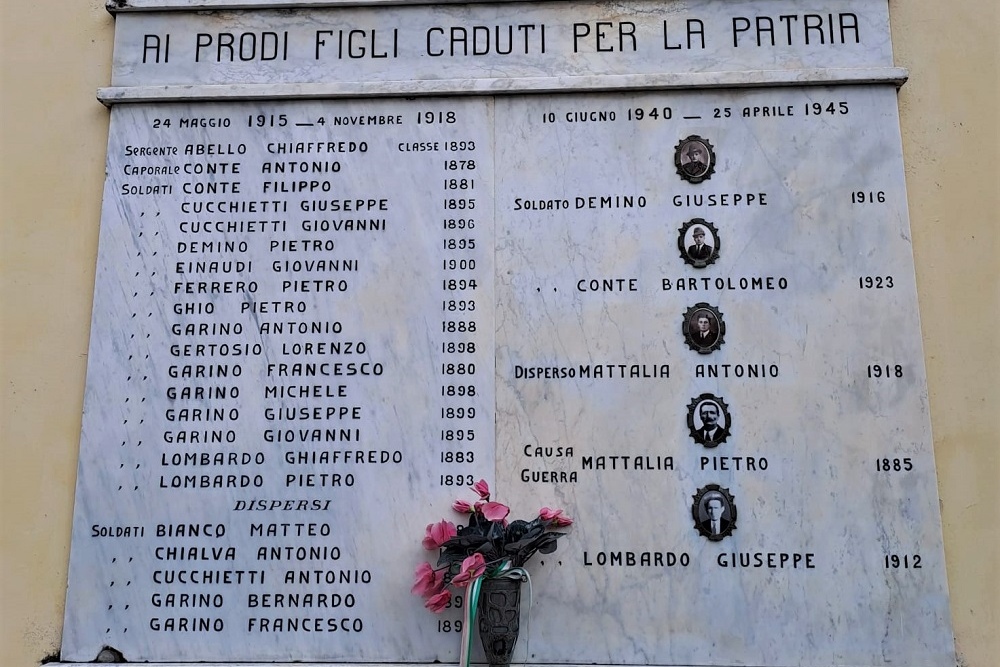 AI PRODI FIGLI CADUTI PER LA PATRIA
24 MAGGIO 1915 — 4 NOVEMBRE 1918
SERGENTE ABELLO CHIAFFREDO CLASSE 1893
CAPORALE CONTE ANTONIO 1878
SOLDATI CONTE FILIPPO 1881
,, CUCCHIETTI GIUSEPPE 1895
,, CUCCHIETTI GIOVANNI 1896
,, DEMINO PIETRO 1895
,, EINAUDI GIOVANNI 1900
,, FERRERO PIETRO 1894
,, GHIO PIETRO 1893
,, GARINO ANTONIO 1888
,, GERTOSIO LORENZO 1898
,, GARINO FRANCESCO 1880
,, GARINO MICHELE 1898
,, GARINO GIUSEPPE 1899
,, GARINO GIOVANNI 1895
,, LOMBARDO GHIAFFREDO 1883
,, LOMBARDO PIETRO 1893
DISPERSI
SOLDATI BIANCO MATTEO
,, CHIALVA ANTONIO
,, CUCCHIETTI ANTONIO
,, GARINO BERNARDO
,, GARINO FRANCESCO
10 GIUGNO 1940 — 25 APRILE 1945
SOLDATO DEMINO GIUSEPPE 1916
,, CONTE BARTOLOMEO 1923
DISPERSO MATTALIA ANTONIO 1918
CAUSA GUERRA MATTALIA PIETRO 1885
,, LOMBARDO GIUSEPPE 1912